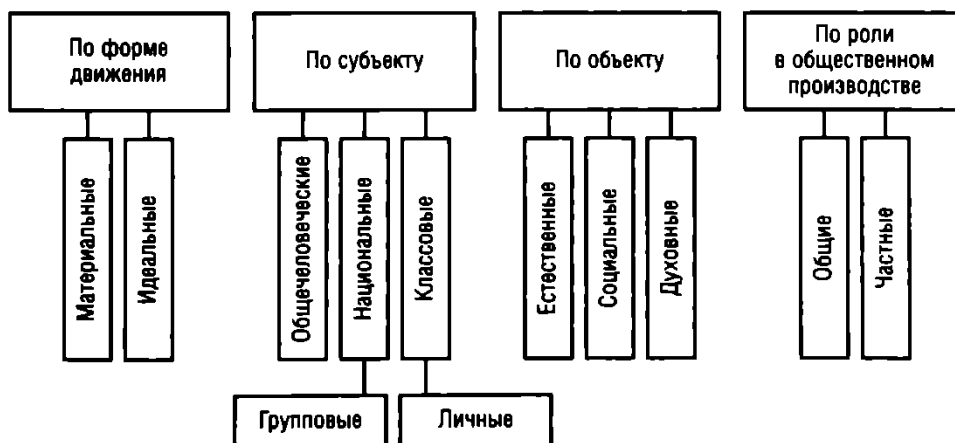 По форме
движения
По субъекту
По объекту
По роли
в общественном
производстве
Материальные
Идеальные
Общечеловеческие
Национальные
Классовые
Естественные
Социальные
Духовные
Общие
Частные
Групповые
Личные